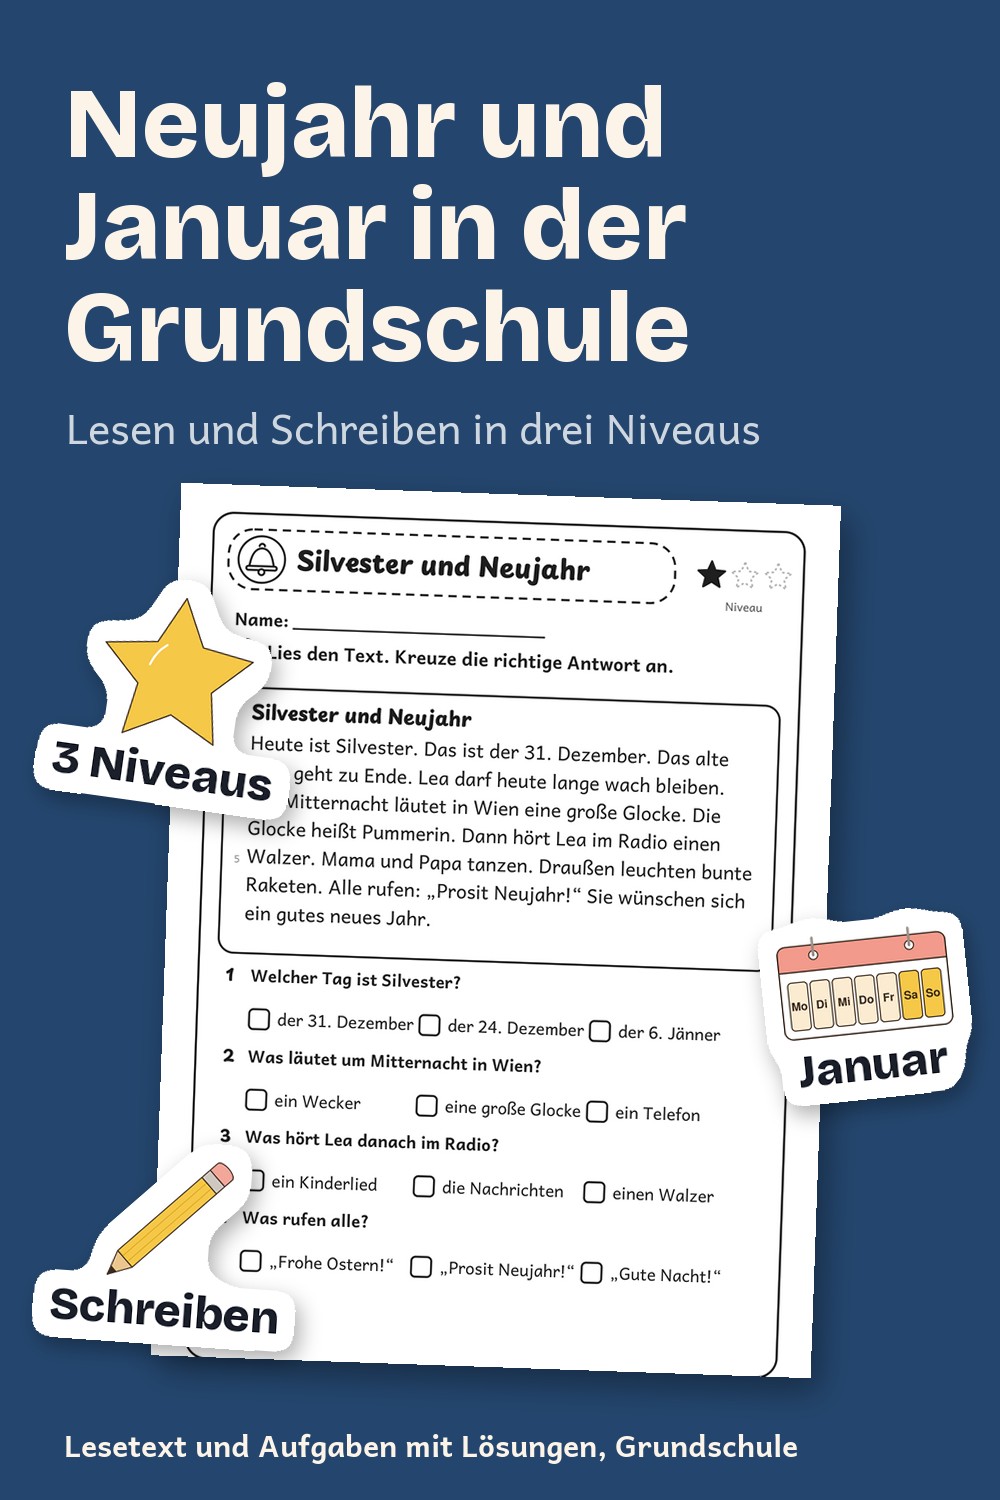 Neujahr und
Januar in der
Grundschule
Lesen und Schreiben in drei Niveaus
Silvester und Neujahr
Niveau
Name:
Lies den Text. Kreuze die richtige Antwort an.
Silvester und Neujahr
Heute ist Silvester. Das ist der 31. Dezember. Das alte
geht zu Ende. Lea darf heute lange wach bleiben.
Mitternacht läutet in Wien eine große Glocke. Die
Glocke heißt Pummerin. Dann hört Lea im Radio einen
5 Walzer. Mama und Papa tanzen. Draußen leuchten bunte
Raketen. Alle rufen: „Prosit Neujahr!“ Sie wünschen sich
ein gutes neues Jahr.
1 Welcher Tag ist Silvester?
der 31. Dezember der 24. Dezember der 6. Jänner
2 Was läutet um Mitternacht in Wien?
ein Wecker eine große Glocke ein Telefon
3 Was hört Lea danach im Radio?
ein Kinderlied die Nachrichten einen Walzer
Was rufen alle?
„Frohe Ostern!“ „Prosit Neujahr!“ „Gute Nacht!“
3 Niveaus
Mo Di Mi Do Fr Sa So
Januar
Schreiben
Lesetext und Aufgaben mit Lösungen, Grundschule